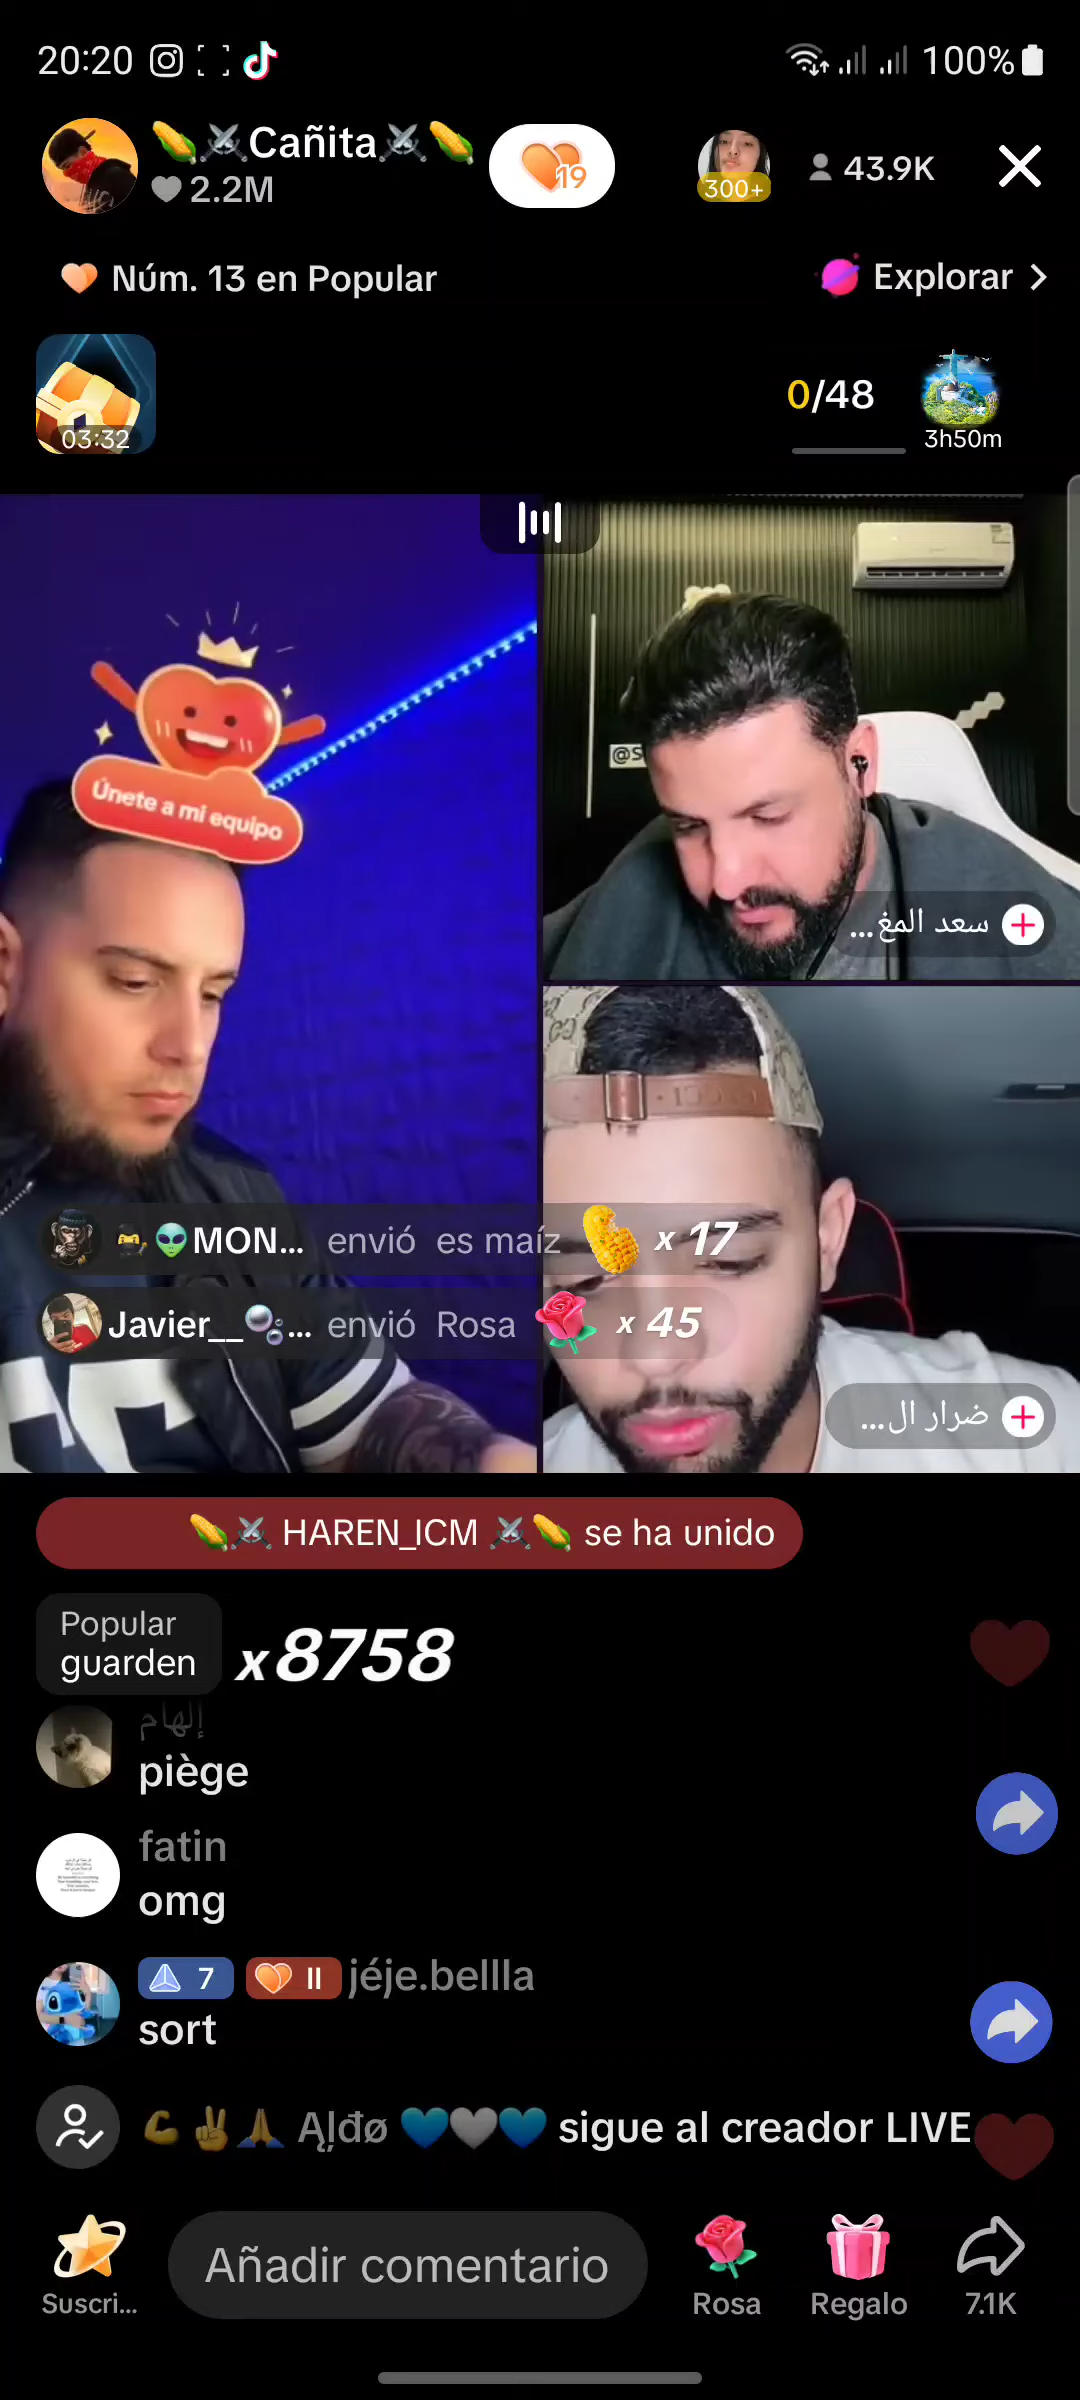 20:20
100%
🌽⚔️Cañita⚔️🌽
2.2M
19
300+
43.9K
Núm. 13 en Popular
Explorar
03:32
0/48
3h50m
Únete a mi equipo
@S
سعد المغ...
MON... envió es maíz x 17
Javier__... envió Rosa x 45
ضرار ال...
🌽⚔️ HAREN_ICM ⚔️🌽 se ha unido
Popular
guarden
x8758
إلهام
piège
fatin
omg
7 II jéje.bellla
sort
💪✌️🙏 Ąļđø 💙🤍💙 sigue al creador LIVE
Suscri...
Añadir comentario
Rosa
Regalo
7.1K